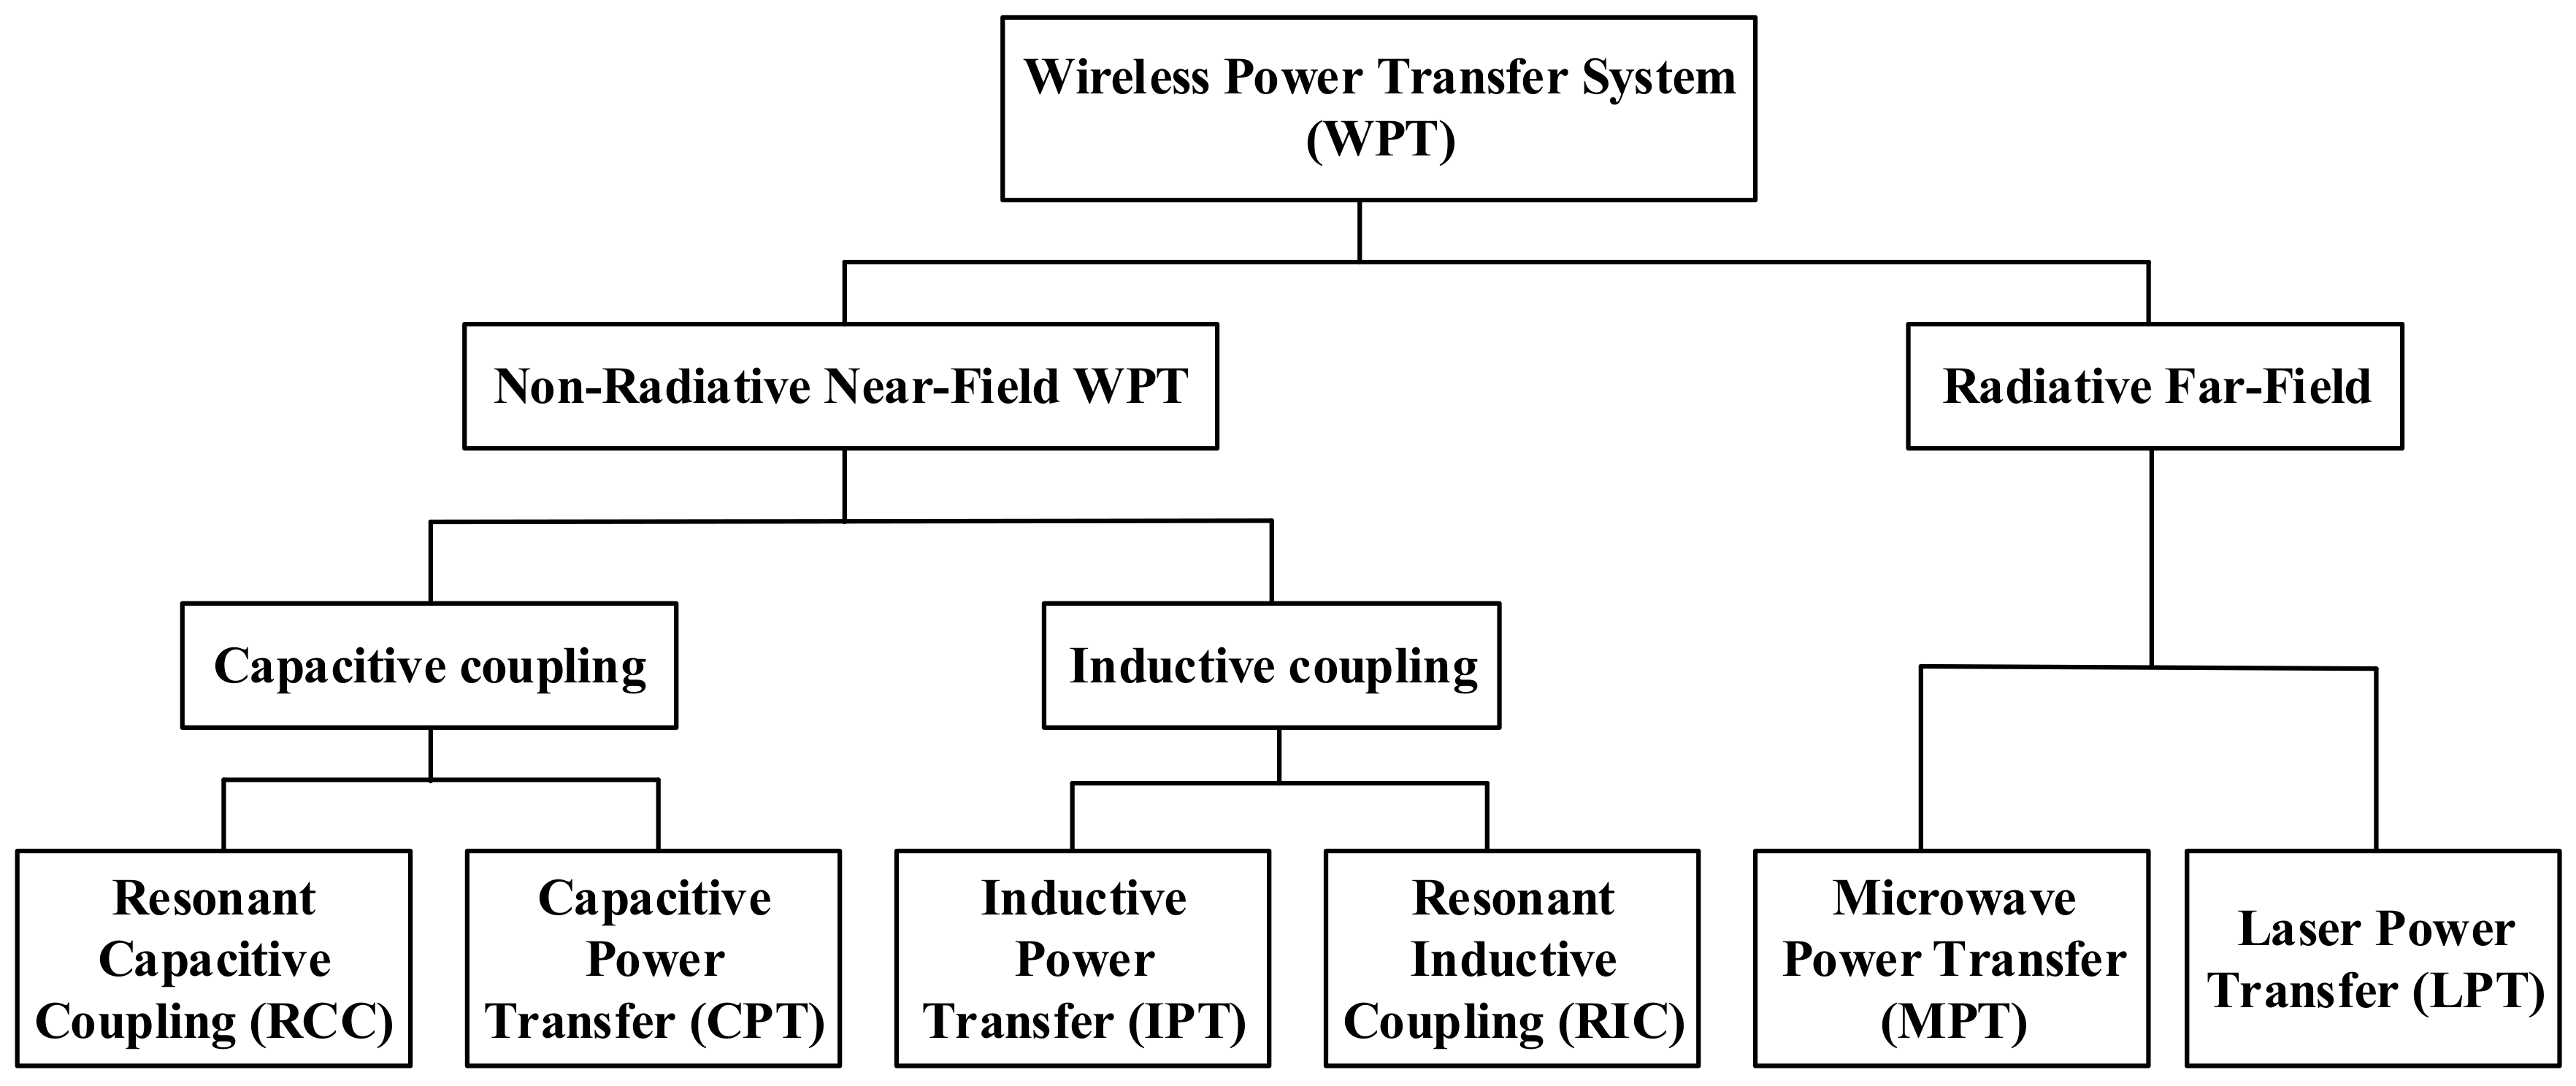 Wireless Power Transfer System
(WPT)
Non-Radiative Near-Field WPT
Radiative Far-Field
Capacitive coupling
Inductive coupling
Resonant
Capacitive
Coupling (RCC)
Capacitive
Power
Transfer (CPT)
Inductive
Power
Transfer (IPT)
Resonant
Inductive
Coupling (RIC)
Microwave
Power Transfer
(MPT)
Laser Power
Transfer (LPT)